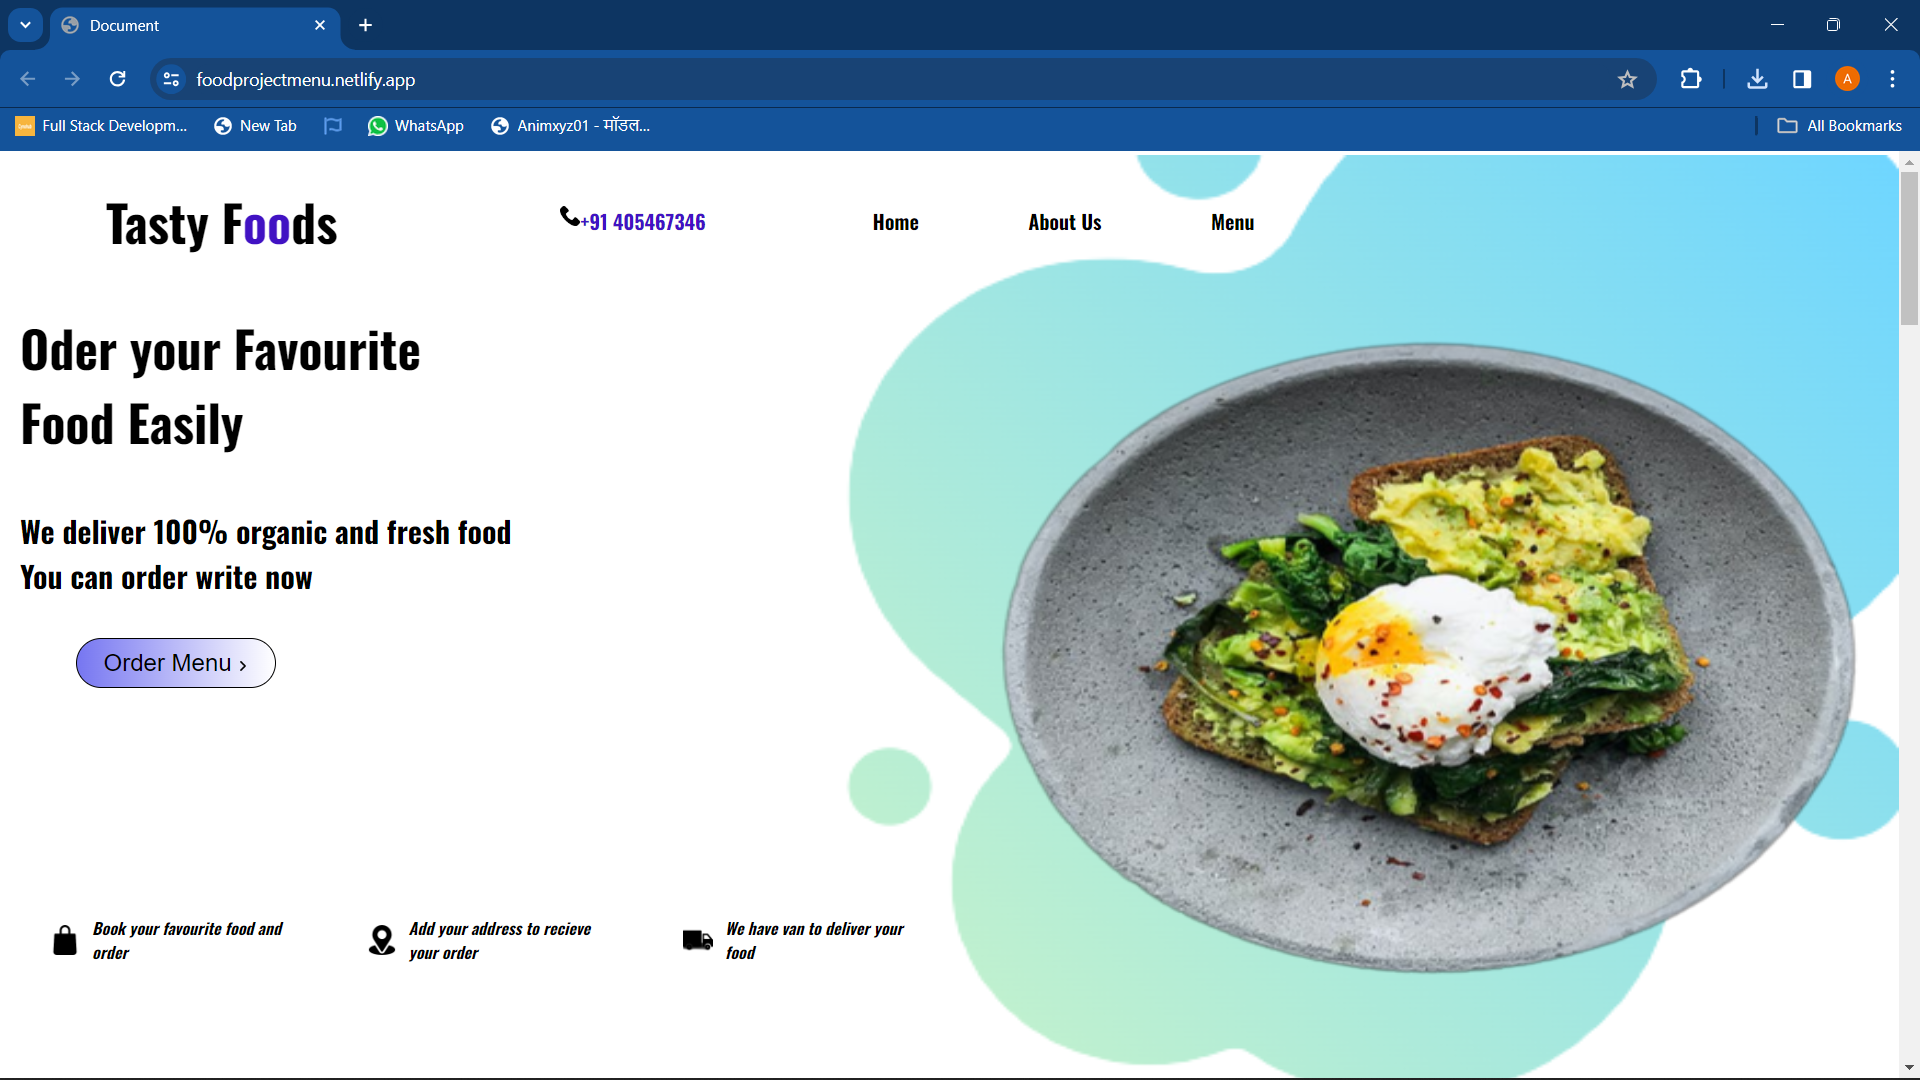 Document
foodprojectmenu.netlify.app
A
Full Stack Developm...
New Tab
WhatsApp
Animxyz01 - मॉडल...
All Bookmarks
Tasty Foods
+91 405467346
Home
About Us
Menu
Oder your Favourite
Food Easily
We deliver 100% organic and fresh food
You can order write now
Order Menu ›
Book your favourite food and
order
Add your address to recieve
your order
We have van to deliver your
food